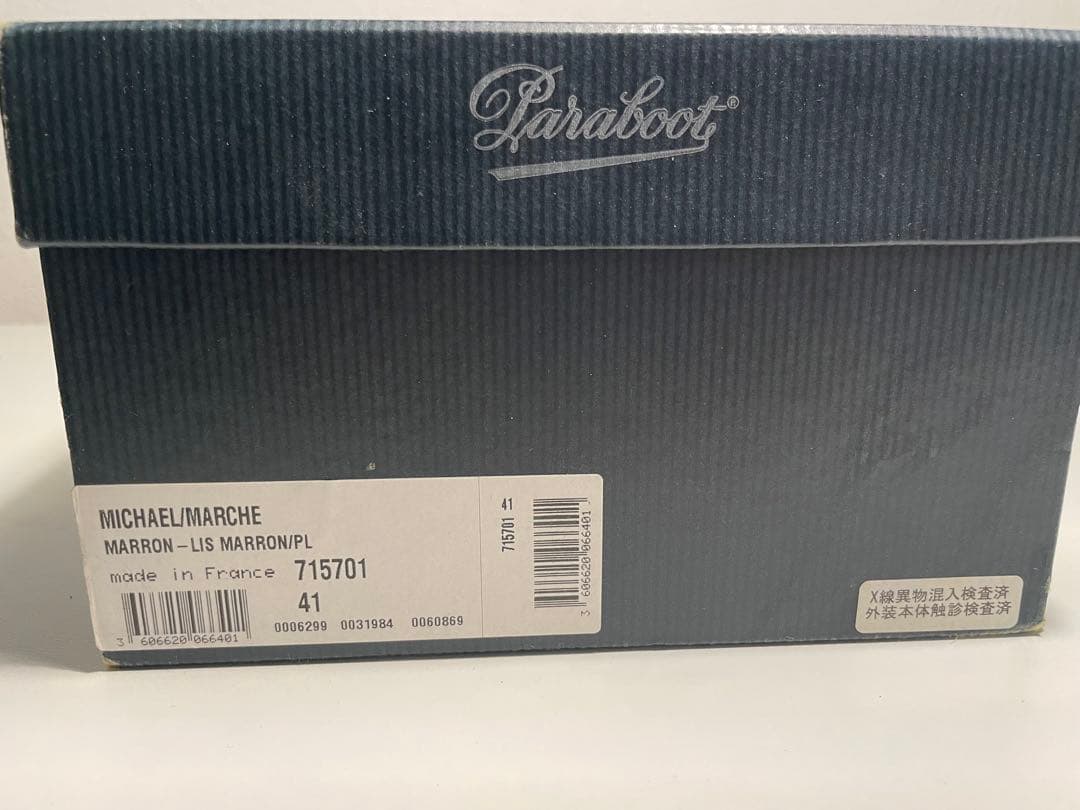 Paraboot®
MICHAEL/MARCHE
MARRON-LIS MARRON/PL
made in France 715701
41
0006299 0031984 0060869
3 606620 066401
715701 41
3 606620 066401
X線異物混入検査済
外装本体触診検査済